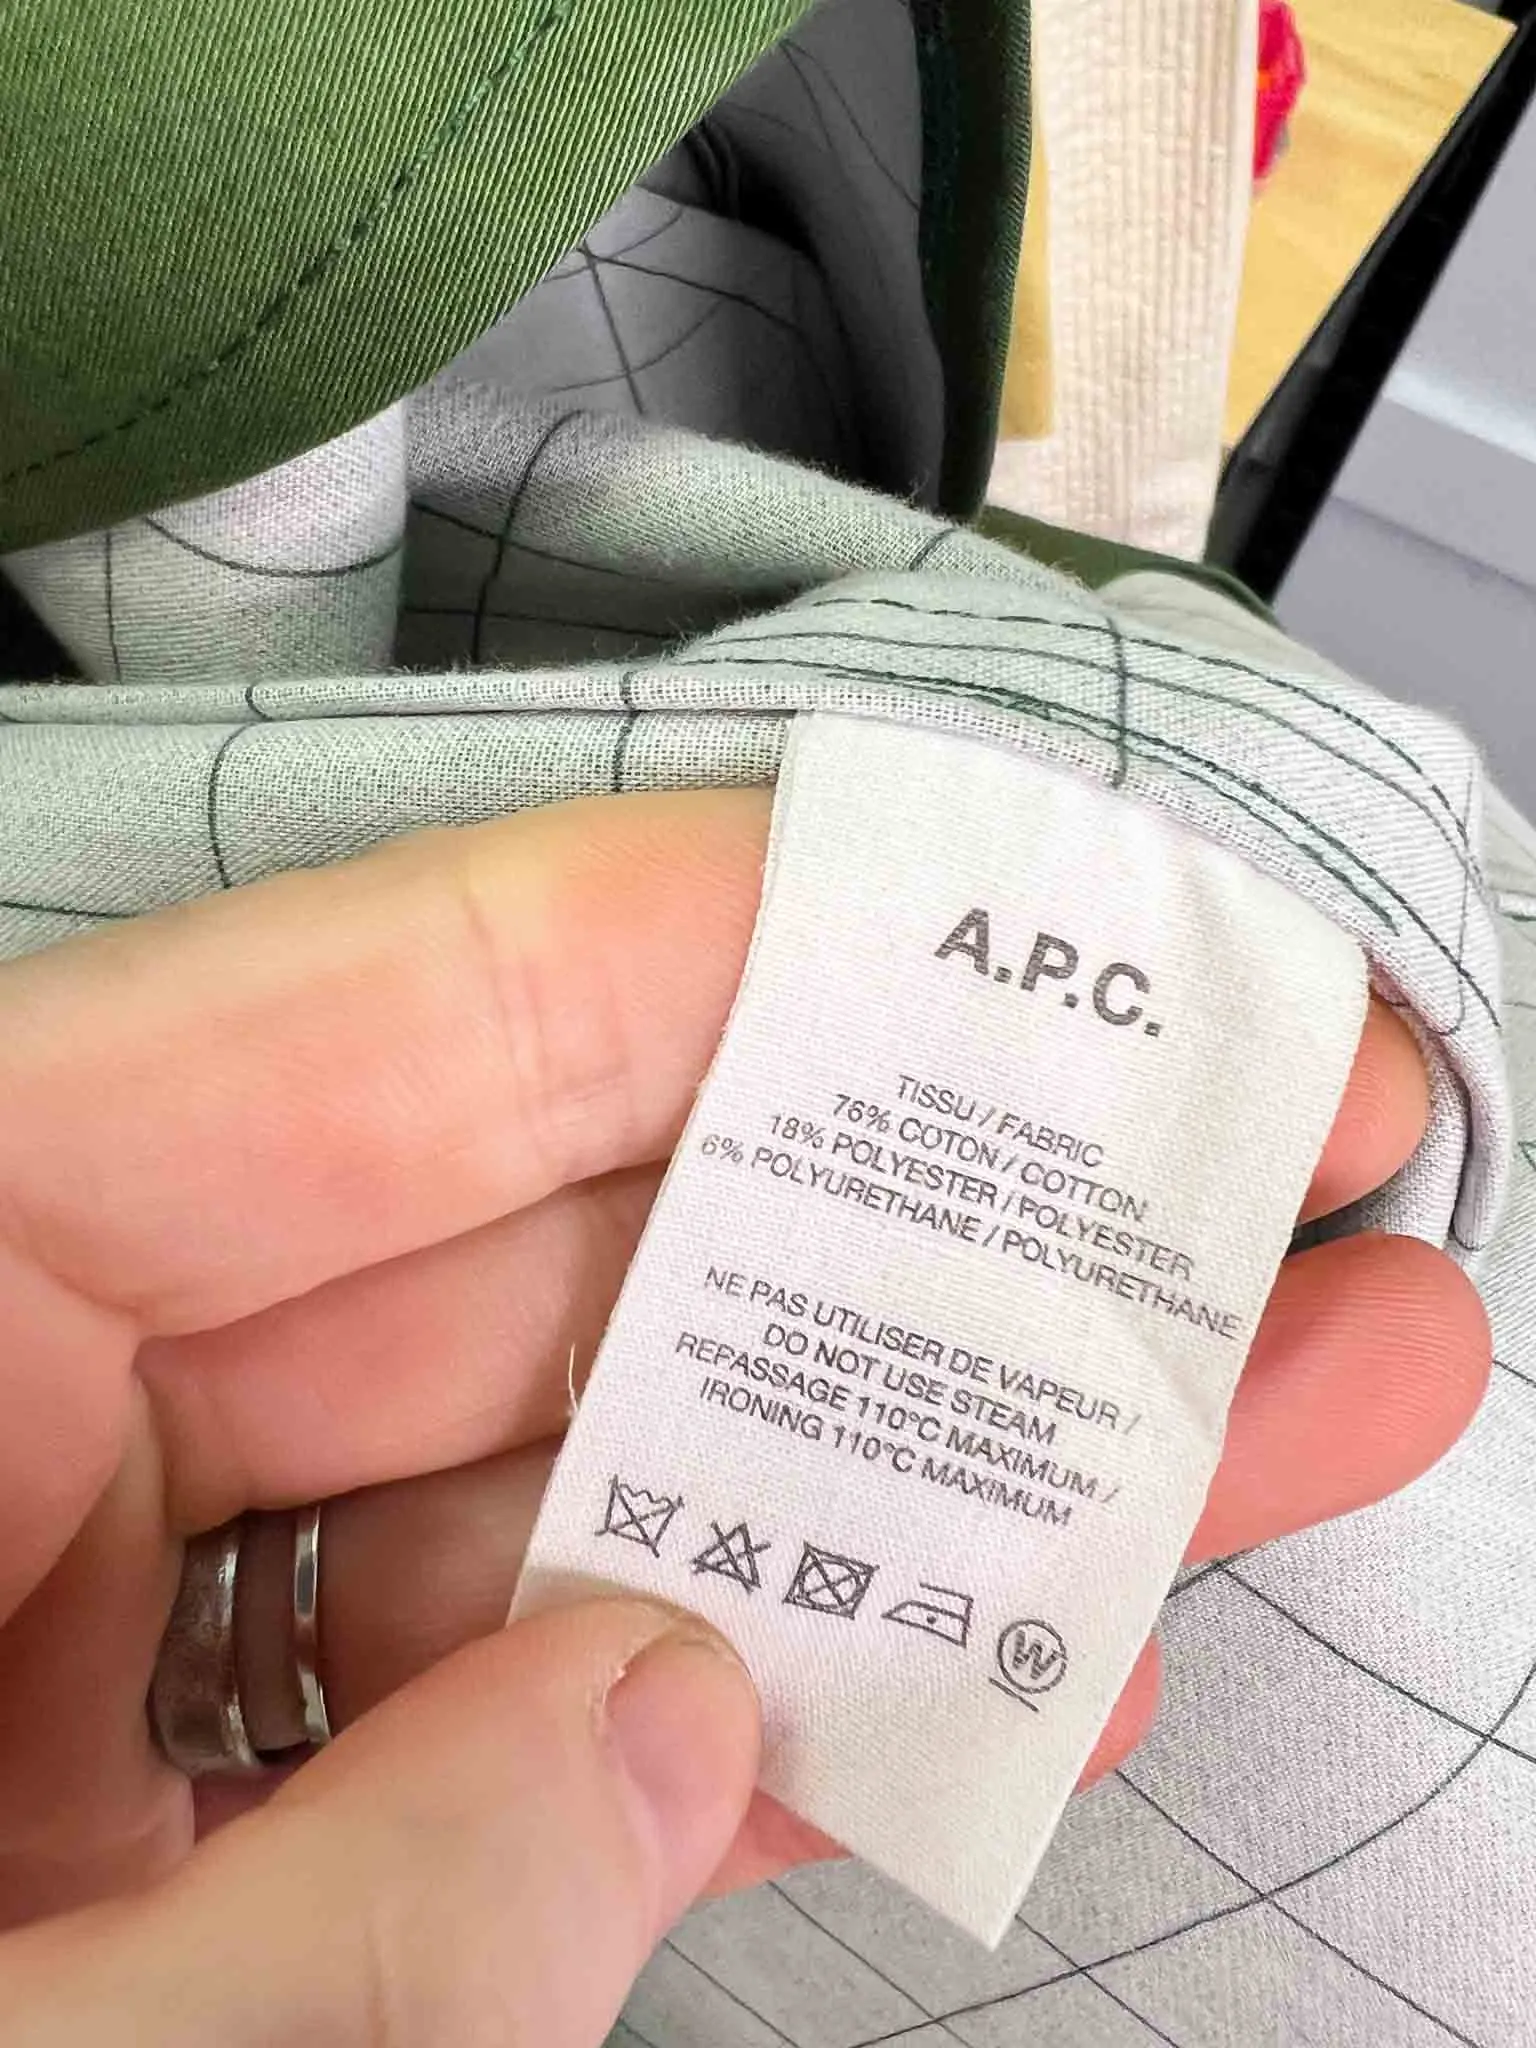 A.P.C.
TISSU / FABRIC
76% COTON / COTTON
18% POLYESTER / POLYESTER
6% POLYURETHANE / POLYURETHANE
NE PAS UTILISER DE VAPEUR /
DO NOT USE STEAM
REPASSAGE 110°C MAXIMUM /
IRONING 110°C MAXIMUM
W